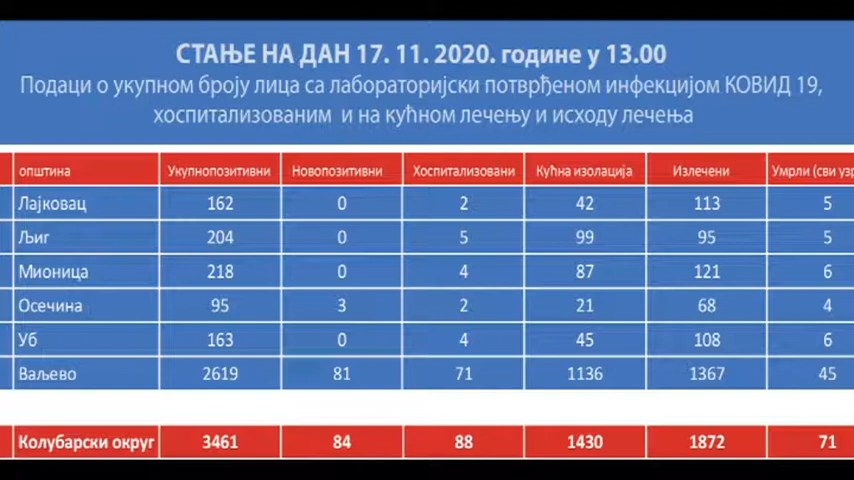 СТАЊЕ НА ДАН 17. 11. 2020. године у 13.00
Подаци о укупном броју лица са лабораторијски потврђеном инфекцијом КОВИД 19,
хоспитализованим и на кућном лечењу и исходу лечења
општина Укупнопозитивни Новопозитивни Хоспитализовани Кућна изолација Излечени Умрли (сви узр
Лајковац 162 0 2 42 113 5
Љиг 204 0 5 99 95 5
Мионица 218 0 4 87 121 6
Осечина 95 3 2 21 68 4
Уб 163 0 4 45 108 6
Ваљево 2619 81 71 1136 1367 45
Колубарски округ 3461 84 88 1430 1872 71